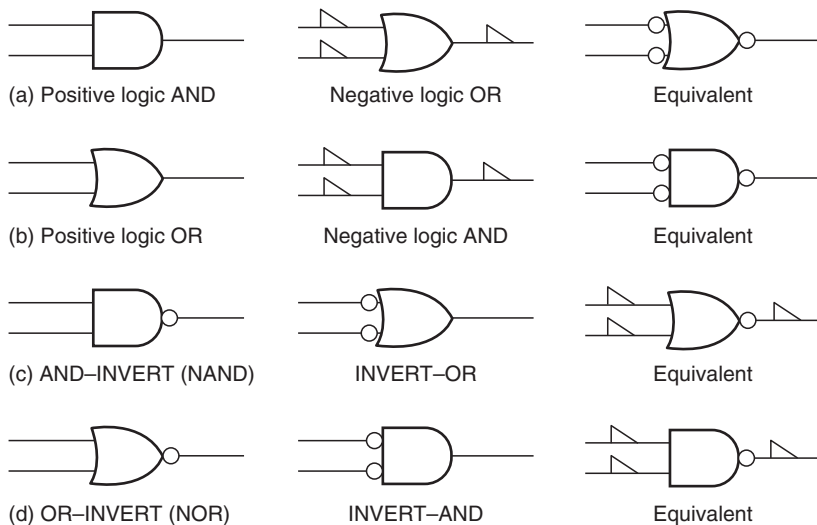 (a) Positive logic AND
Negative logic OR
Equivalent
(b) Positive logic OR
Negative logic AND
Equivalent
(c) AND–INVERT (NAND)
INVERT–OR
Equivalent
(d) OR–INVERT (NOR)
INVERT–AND
Equivalent